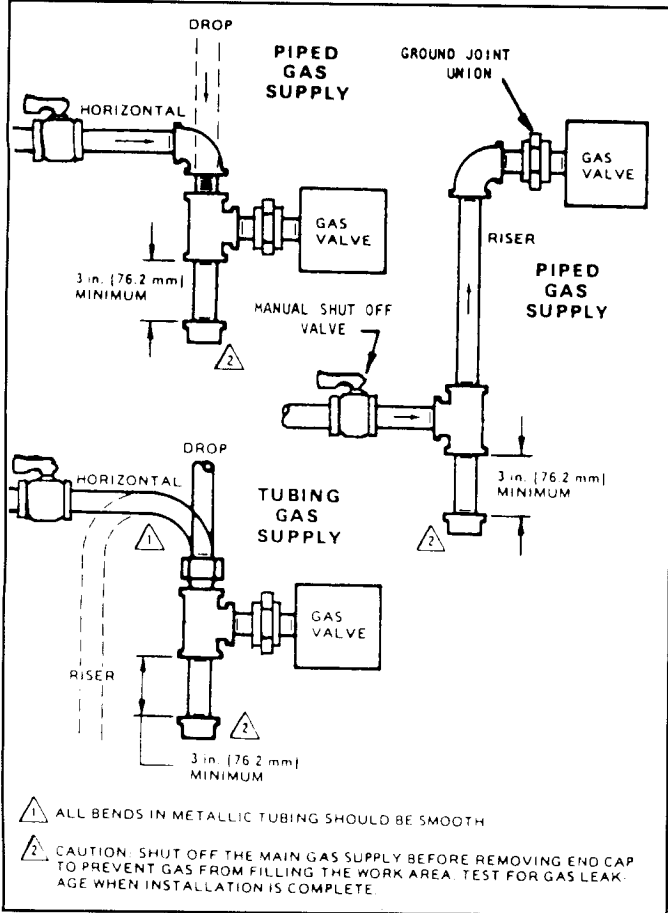 DROP
PIPED
GAS
SUPPLY
HORIZONTAL
GAS
VALVE
3 in. (76.2 mm)
MINIMUM
2
GROUND JOINT
UNION
GAS
VALVE
RISER
PIPED
GAS
SUPPLY
MANUAL SHUT OFF
VALVE
3 in. (76.2 mm)
MINIMUM
2
DROP
HORIZONTAL
TUBING
GAS
SUPPLY
1
GAS
VALVE
RISER
2
3 in. (76.2 mm)
MINIMUM
1 ALL BENDS IN METALLIC TUBING SHOULD BE SMOOTH
2 CAUTION: SHUT OFF THE MAIN GAS SUPPLY BEFORE REMOVING END CAP
TO PREVENT GAS FROM FILLING THE WORK AREA. TEST FOR GAS LEAK-
AGE WHEN INSTALLATION IS COMPLETE.